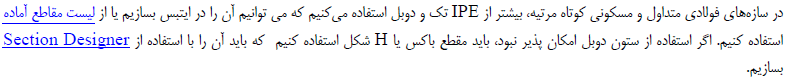 در سازه‌های فولادی متداول و مسکونی کوتاه مرتبه، بیشتر از IPE تک و دوبل استفاده می‌کنیم که می توانیم آن را در ایتبس بسازیم یا از لیست مقاطع آماده
استفاده کنیم. اگر استفاده از ستون دوبل امکان پذیر نبود، باید مقطع باکس یا H شکل استفاده کنیم که باید آن را با استفاده از Section Designer
بسازیم.